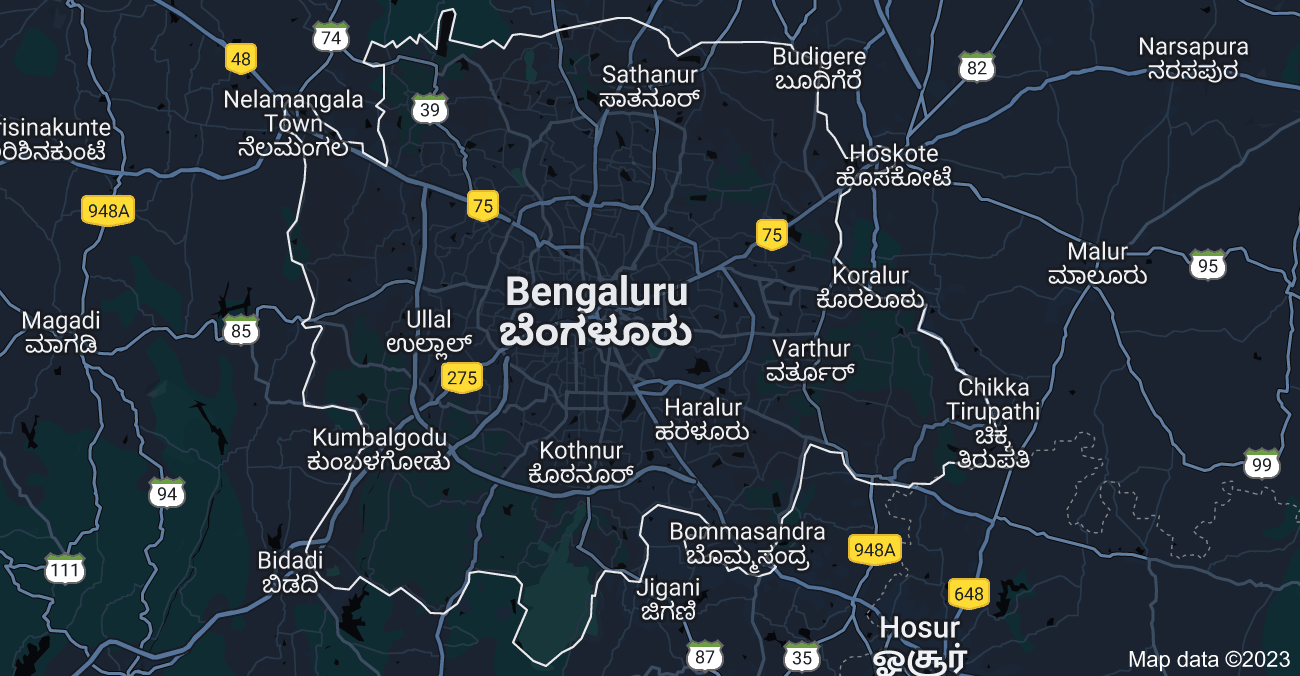 74
48
Sathanur
ಸಾತನೂರ್
Budigere
ಬೂದಿಗೆರೆ
82
Narsapura
ನರಸಪುರ
Nelamangala
Town
ನೆಲಮಂಗಲ
39
risinakunte
ರಿಶಿನಕುಂಟೆ
Hoskote
ಹೊಸಕೋಟೆ
948A
75
75
Malur
ಮಾಲೂರು
95
Koralur
ಕೊರಲೂರು
Bengaluru
ಬೆಂಗಳೂರು
Magadi
ಮಾಗಡಿ
85
Ullal
ಉಲ್ಲಾಲ್
275
Varthur
ವರ್ತೂರ್
Chikka
Tirupathi
ಚಿಕ್ಕ
ತಿರುಪತಿ
Haralur
ಹರಳೂರು
Kumbalgodu
ಕುಂಬಳಗೋಡು
Kothnur
ಕೊಠನೂರ್
99
94
Bommasandra
ಬೊಮ್ಮಸಂದ್ರ
948A
111
Bidadi
ಬಿಡದಿ
Jigani
ಜಿಗಣಿ
648
Hosur
ஓசூர்
87
35
Map data ©2023